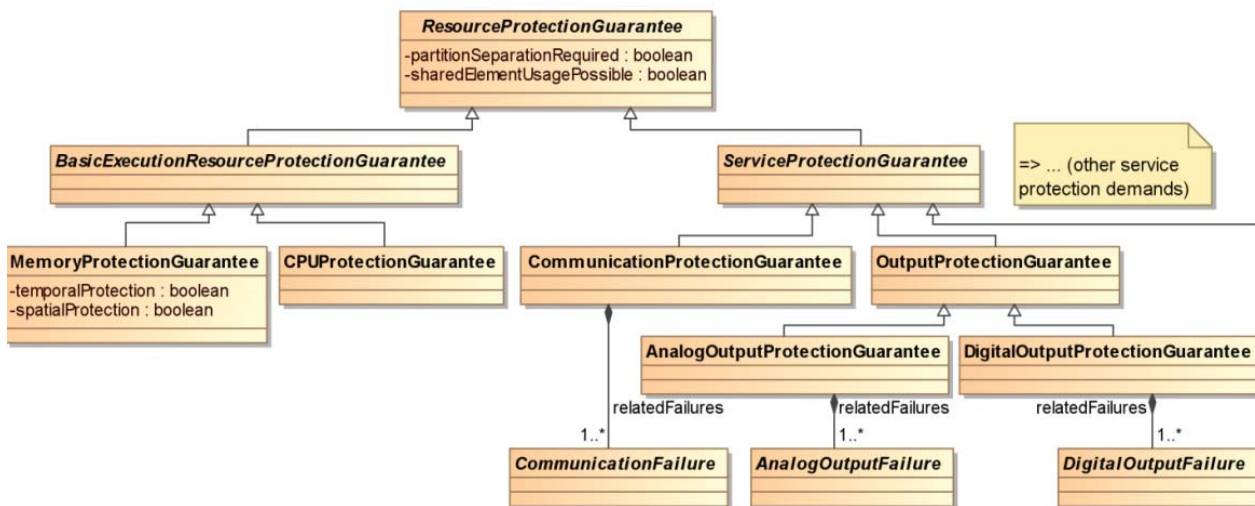 ResourceProtectionGuarantee
-partitionSeparationRequired : boolean
-sharedElementUsagePossible : boolean
BasicExecutionResourceProtectionGuarantee
ServiceProtectionGuarantee
=> ... (other service
protection demands)
MemoryProtectionGuarantee
-temporalProtection : boolean
-spatialProtection : boolean
CPUProtectionGuarantee
CommunicationProtectionGuarantee
OutputProtectionGuarantee
AnalogOutputProtectionGuarantee
DigitalOutputProtectionGuarantee
relatedFailures
relatedFailures
relatedFailures
1..*
1..*
1..*
CommunicationFailure
AnalogOutputFailure
DigitalOutputFailure